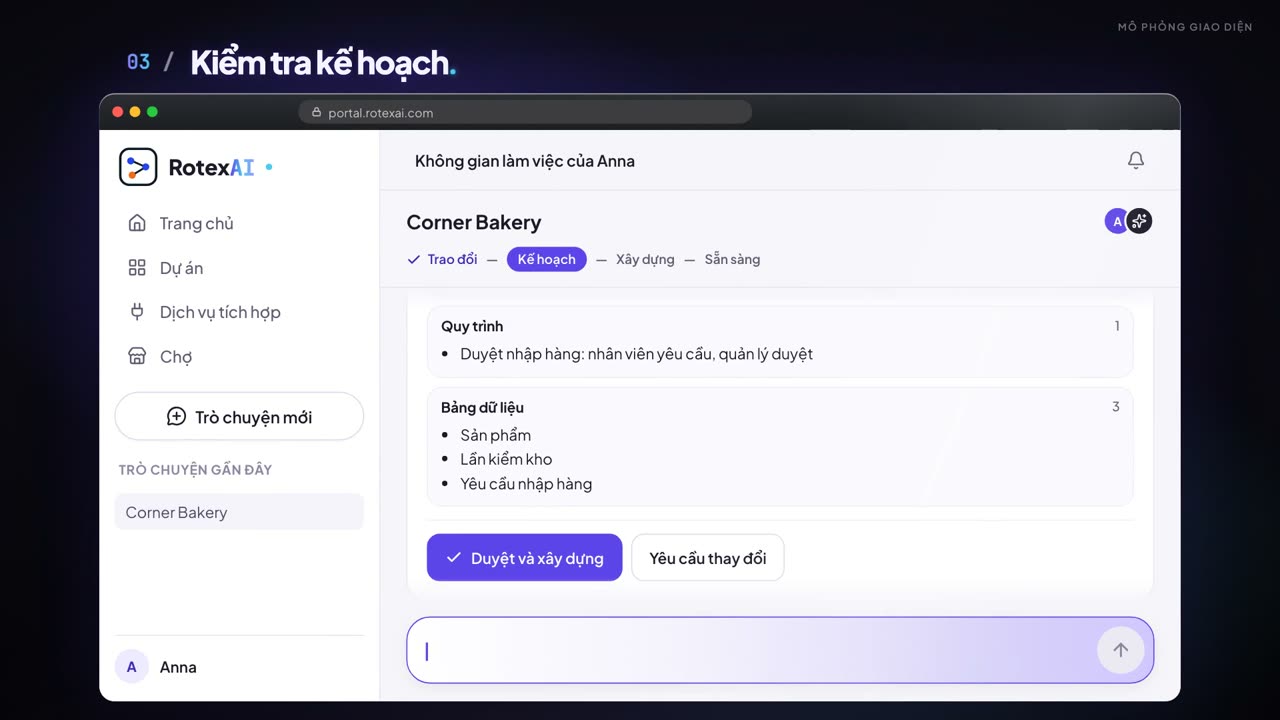 MÔ PHỎNG GIAO DIỆN
03 / Kiểm tra kế hoạch.
portal.rotexai.com
RotexAI
Không gian làm việc của Anna
Trang chủ
Dự án
Dịch vụ tích hợp
Chợ
Trò chuyện mới
TRÒ CHUYỆN GẦN ĐÂY
Corner Bakery
A Anna
Corner Bakery
A
Trao đổi — Kế hoạch — Xây dựng — Sẵn sàng
Quy trình 1
• Duyệt nhập hàng: nhân viên yêu cầu, quản lý duyệt
Bảng dữ liệu 3
• Sản phẩm
• Lần kiểm kho
• Yêu cầu nhập hàng
Duyệt và xây dựng Yêu cầu thay đổi